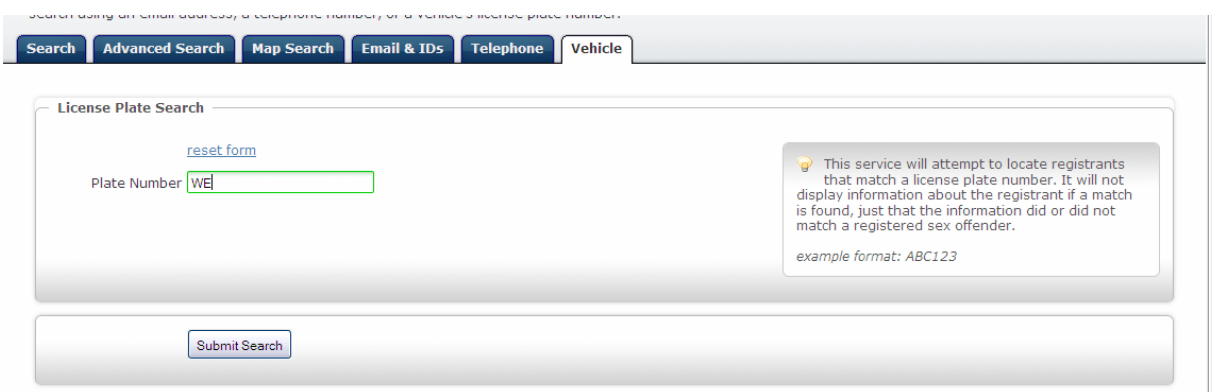 search using an email address, a telephone number, or a vehicle's license plate number.
Search Advanced Search Map Search Email & IDs Telephone Vehicle
License Plate Search
reset form
Plate Number WE
This service will attempt to locate registrants
that match a license plate number. It will not
display information about the registrant if a match
is found, just that the information did or did not
match a registered sex offender.
example format: ABC123
Submit Search